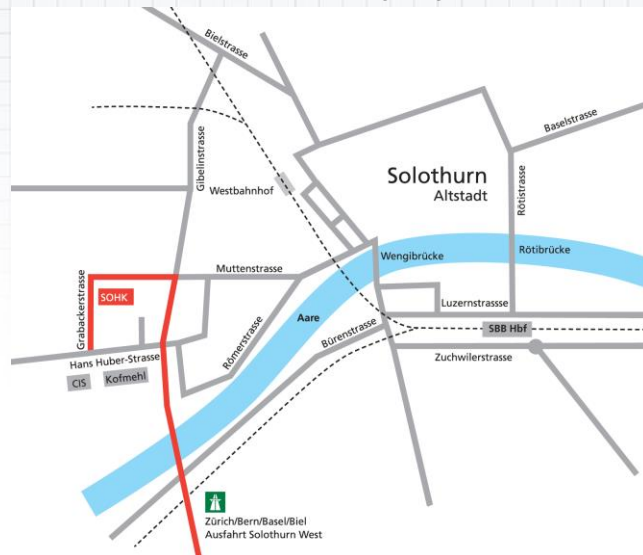 Bielstrasse
Baselstrasse
Gibelinstrasse
Solothurn
Altstadt
Rötistrasse
Westbahnhof
Wengibrücke
Rötibrücke
Muttenstrasse
Grabackerstrasse
SOHK
Aare
Luzernstrassse
SBB Hbf
Römerstrasse
Bürenstrasse
Zuchwilerstrasse
Hans Huber-Strasse
CIS
Kofmehl
Zürich/Bern/Basel/Biel
Ausfahrt Solothurn West